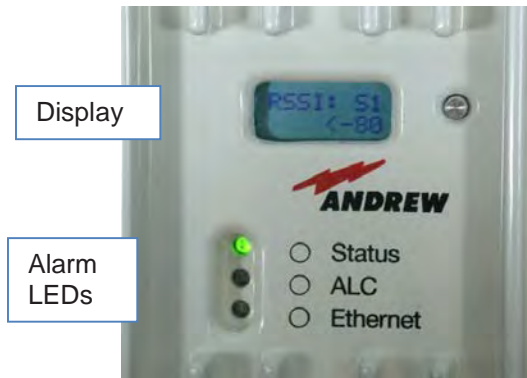 Display
RSSI: S1
<-80
ANDREW
Alarm
LEDs
Status
ALC
Ethernet